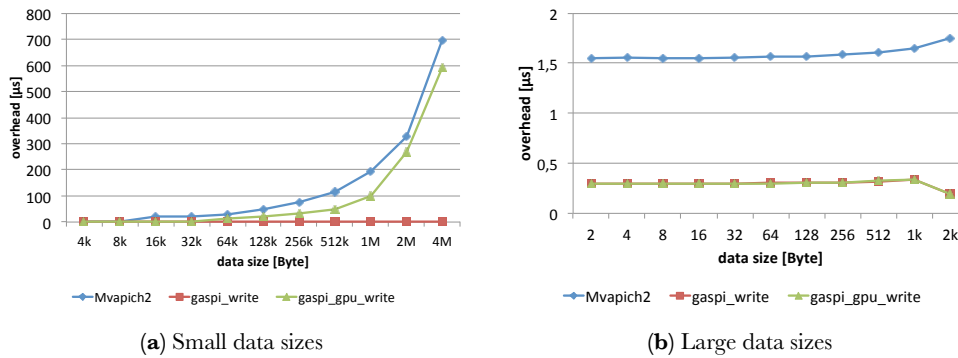 800
700
600
500
400
300
200
100
0
overhead [μs]
4k 8k 16k 32k 64k 128k 256k 512k 1M 2M 4M
data size [Byte]
Mvapich2 gaspi_write gaspi_gpu_write
(a) Small data sizes
2
1,5
1
0,5
0
overhead [μs]
2 4 8 16 32 64 128 256 512 1k 2k
data size [Byte]
Mvapich2 gaspi_write gaspi_gpu_write
(b) Large data sizes